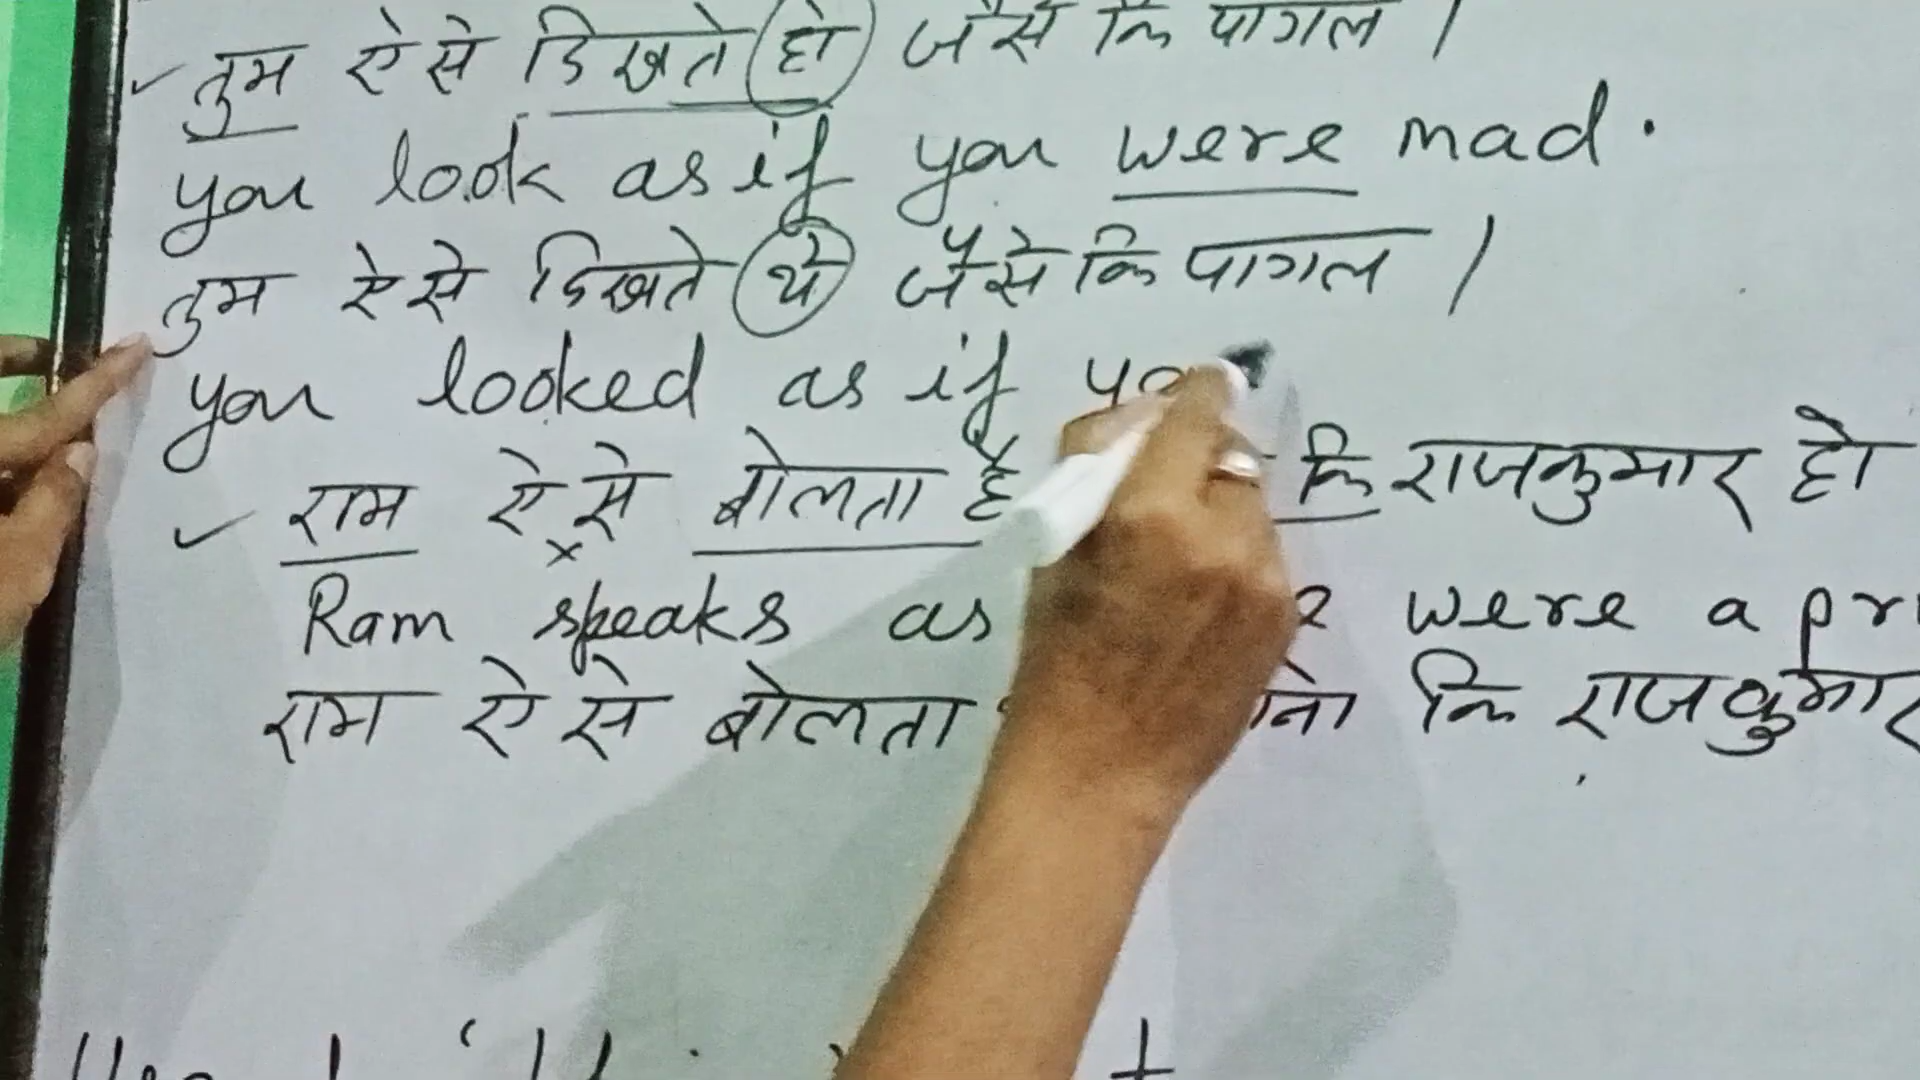 तुम ऐसे दिखते हो जैसे कि पागल ।
you look as if you were mad.
तुम ऐसे दिखते थे जैसे कि पागल ।
you looked as if
राम ऐसे बोलता है कि राजकुमार हो
Ram speaks as were a
राम ऐसे बोलता कि राजकुमार